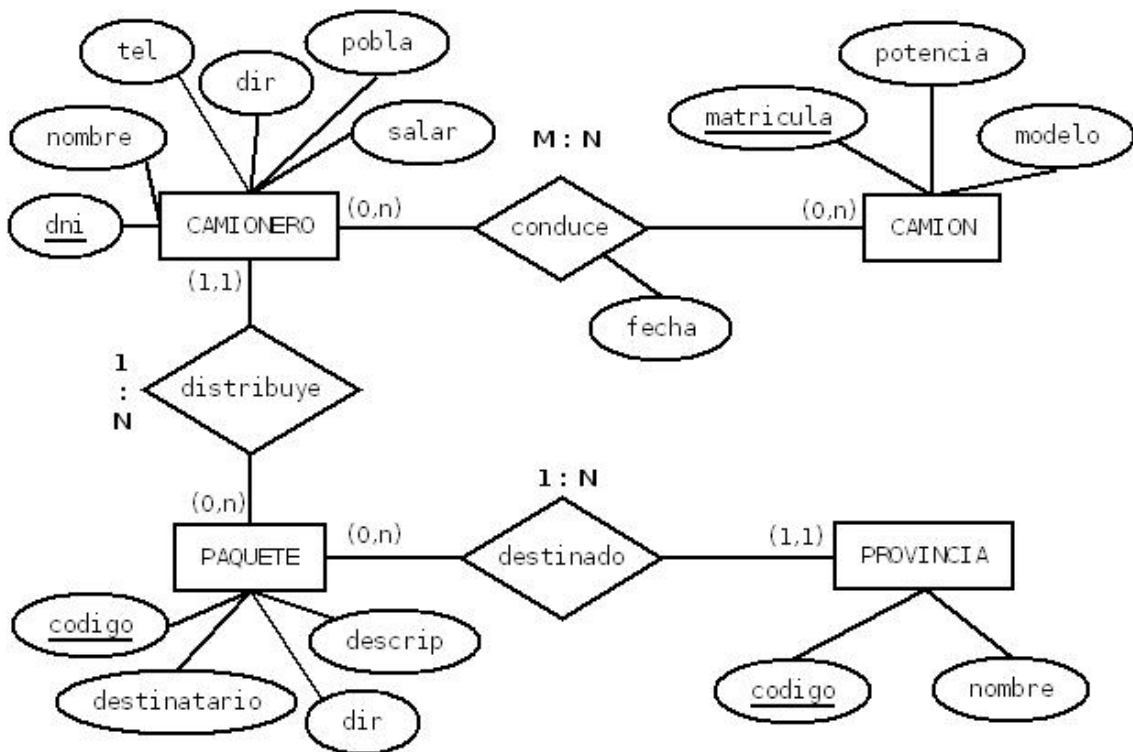 tel
pobla
potencia
dir
nombre
salar
M : N
matricula
modelo
dni
CAMIONERO
(0,n)
conduce
(0,n)
CAMION
(1,1)
fecha
1
:
N
distribuye
(0,n)
1 : N
PAQUETE
(0,n)
destinado
(1,1)
PROVINCIA
codigo
descrip
destinatario
dir
codigo
nombre